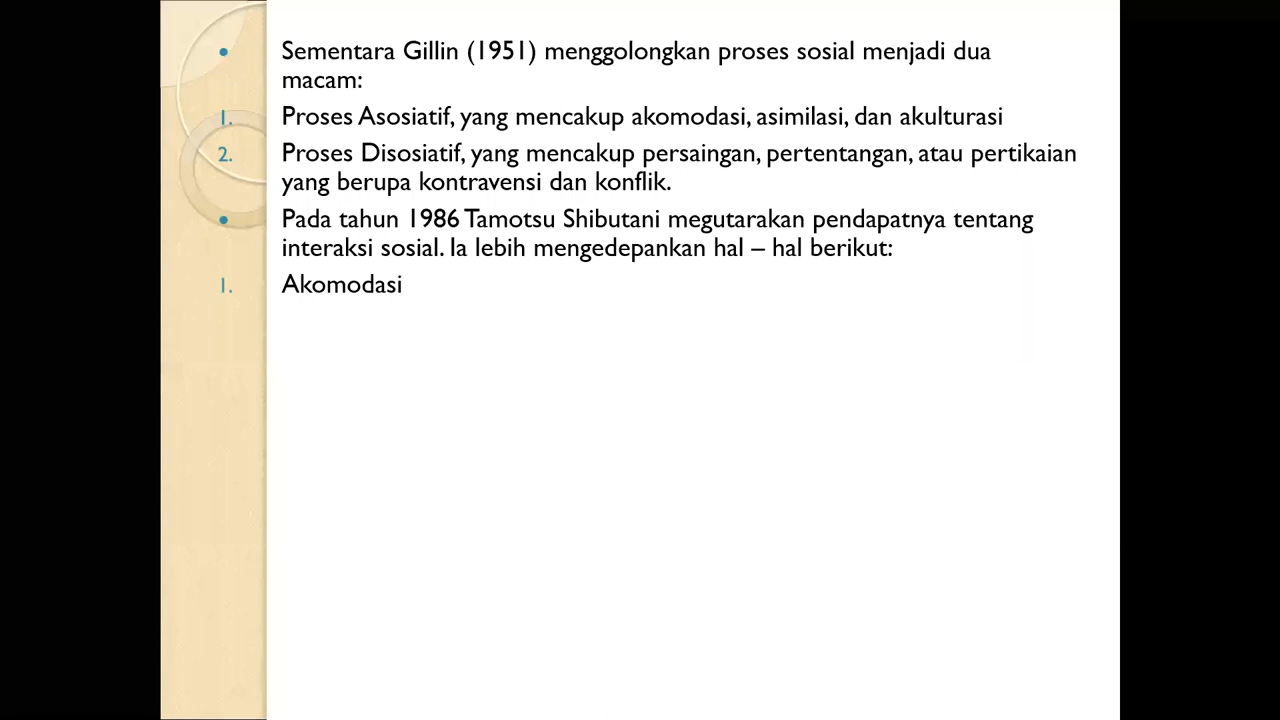 • Sementara Gillin (1951) menggolongkan proses sosial menjadi dua
macam:
1. Proses Asosiatif, yang mencakup akomodasi, asimilasi, dan akulturasi
2. Proses Disosiatif, yang mencakup persaingan, pertentangan, atau pertikaian
yang berupa kontravensi dan konflik.
• Pada tahun 1986 Tamotsu Shibutani megutarakan pendapatnya tentang
interaksi sosial. Ia lebih mengedepankan hal – hal berikut:
1. Akomodasi